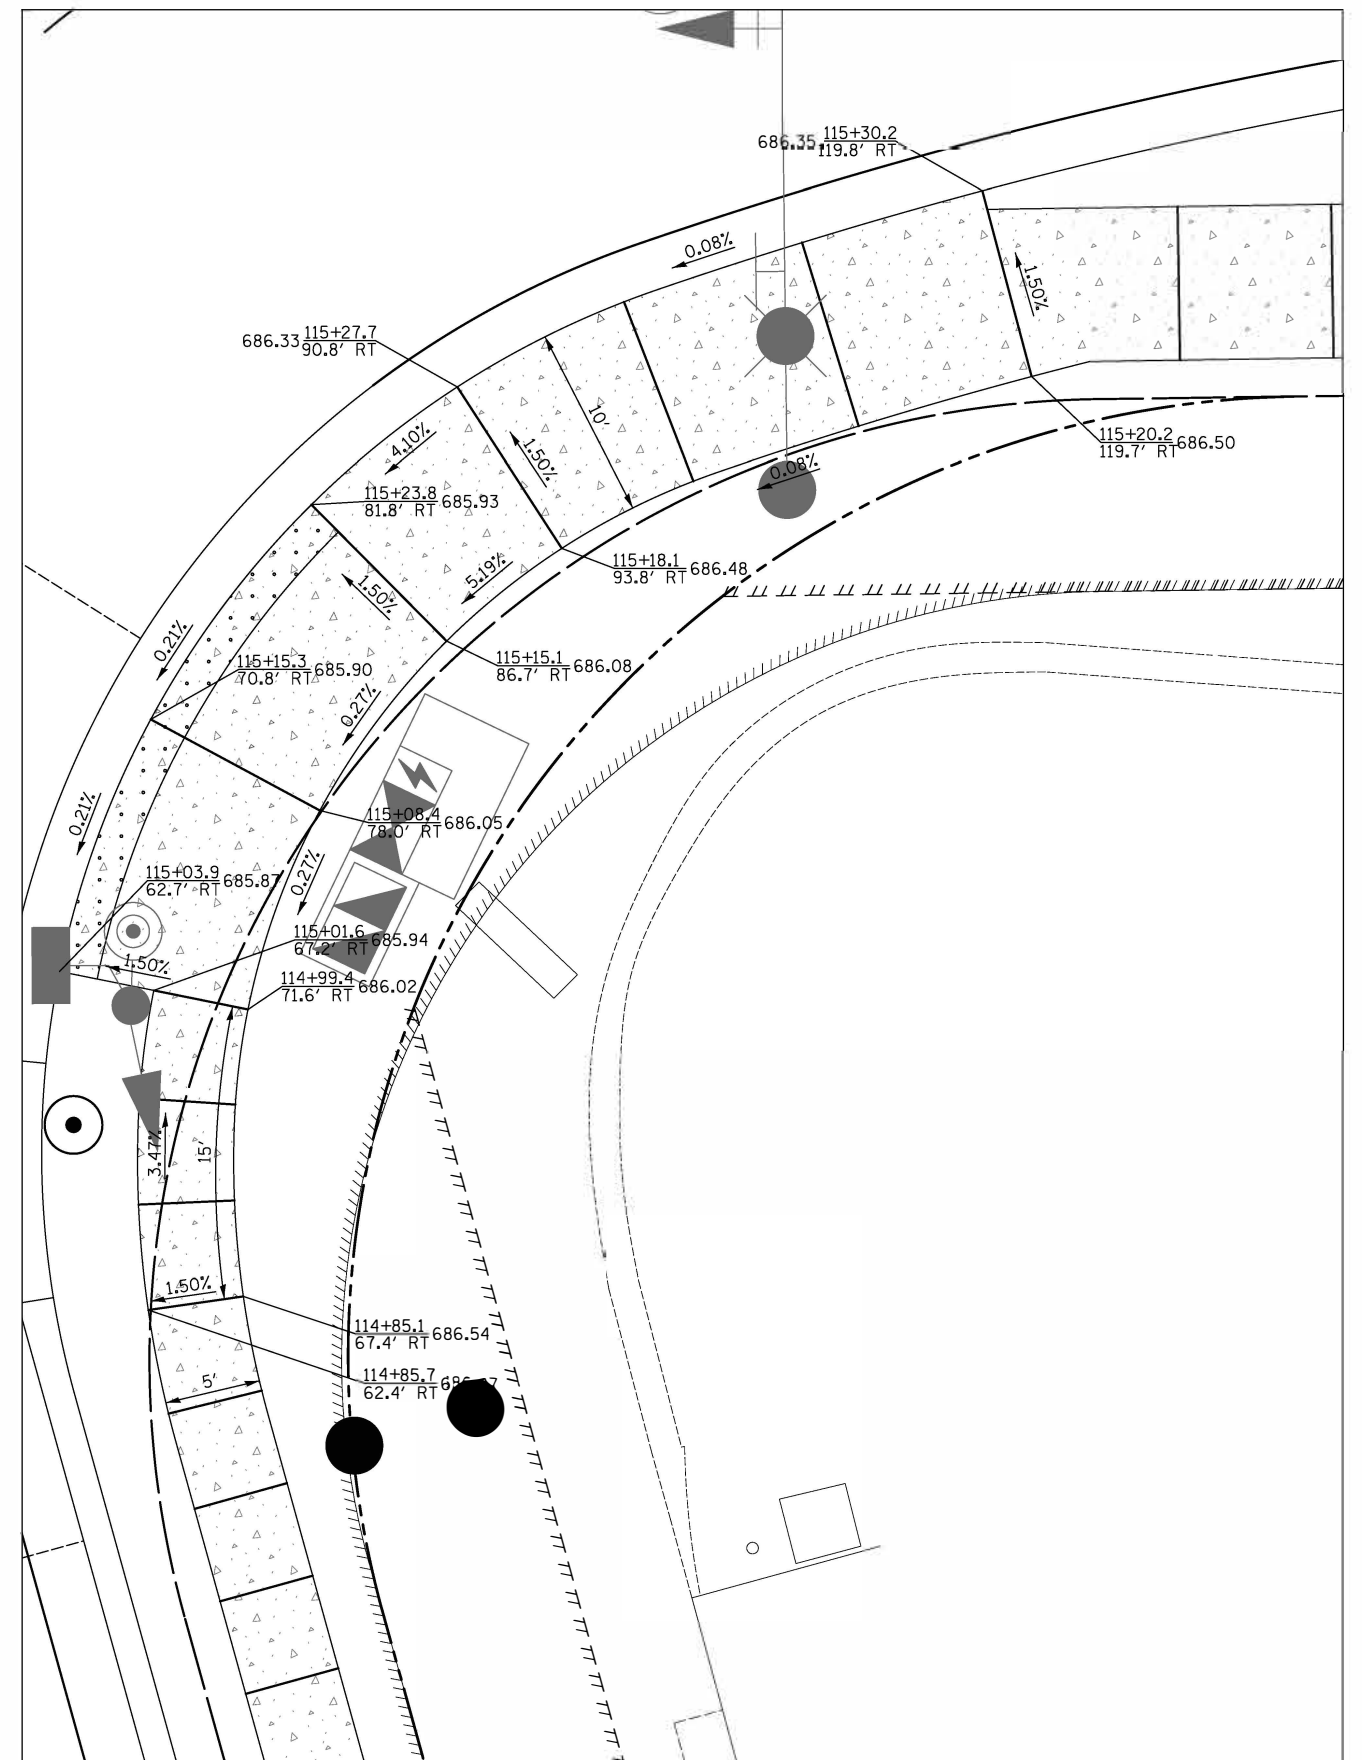 115+30.2
686.35 119.8' RT
0.08%
1.50%
115+27.7
686.33 90.8' RT
10'
4.10%
1.50%
115+20.2
119.7' RT 686.50
0.08%
115+23.8
81.8' RT 685.93
115+18.1
93.8' RT 686.48
5.19%
1.50%
0.21%
115+15.3
70.8' RT 685.90
115+15.1
86.7' RT 686.08
0.27%
0.21%
115+08.4
78.0' RT 686.05
115+03.9
62.7' RT 685.87
0.27%
115+01.6
67.2' RT 685.94
1.50%
114+99.4
71.6' RT 686.02
3.47%
15'
1.50%
114+85.1
67.4' RT 686.54
114+85.7
62.4' RT
5'